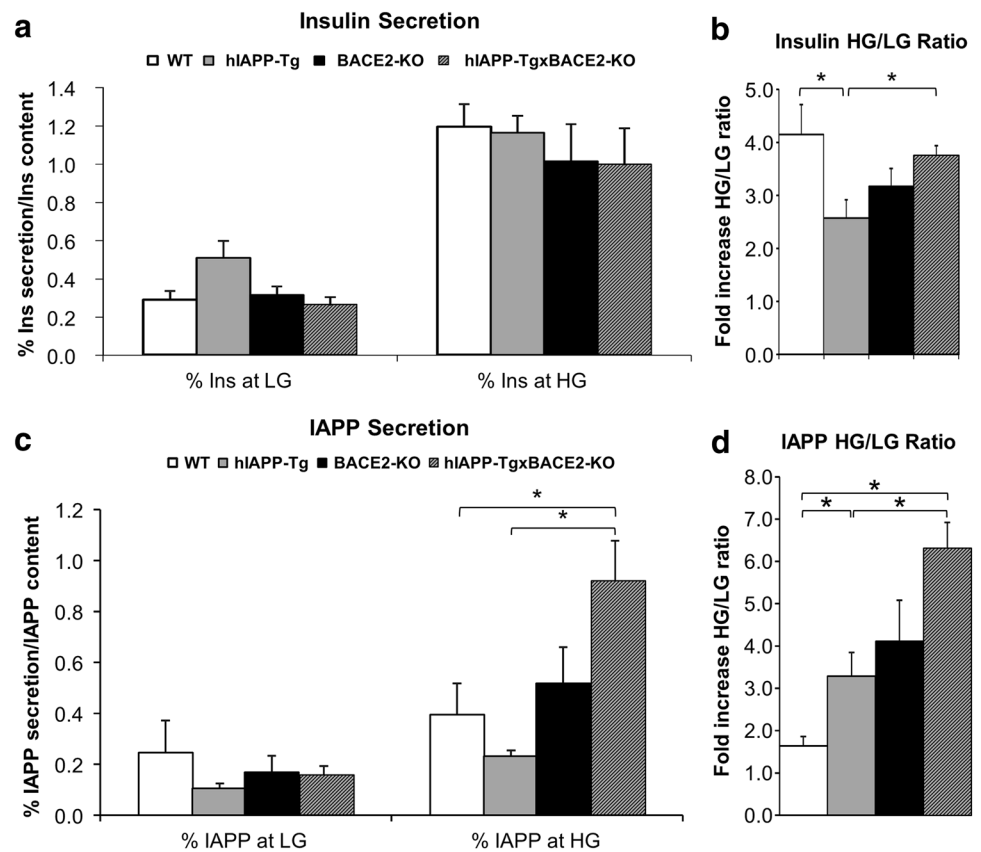 a
Insulin Secretion
WT hIAPP-Tg BACE2-KO hIAPP-TgxBACE2-KO
% Ins secretion/Ins content
1.4
1.2
1.0
0.8
0.6
0.4
0.2
0.0
% Ins at LG % Ins at HG
b
Insulin HG/LG Ratio
* *
Fold increase HG/LG ratio
5.0
4.0
3.0
2.0
1.0
0.0
c
IAPP Secretion
WT hIAPP-Tg BACE2-KO hIAPP-TgxBACE2-KO
% IAPP secretion/IAPP content
1.2
1.0
0.8
0.6
0.4
0.2
0.0
*
*
% IAPP at LG % IAPP at HG
d
IAPP HG/LG Ratio
*
* *
Fold increase HG/LG ratio
8.0
7.0
6.0
5.0
4.0
3.0
2.0
1.0
0.0